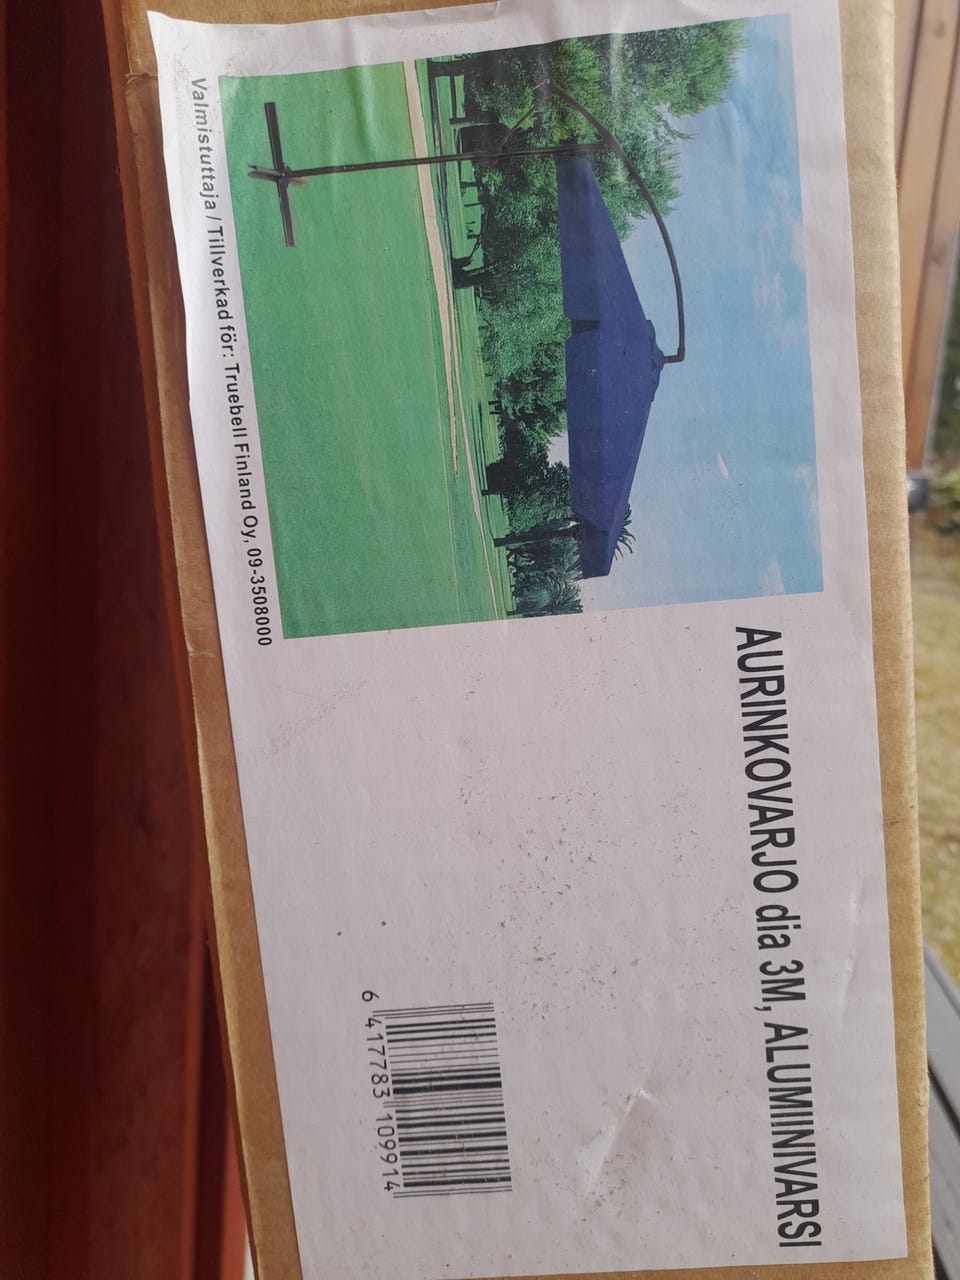 AURINKOVARJO dia 3M, ALUMIINIVARSI
Valmistuttaja / Tillverkad för: Truebell Finland Oy, 09-3508000
6 417783 109914